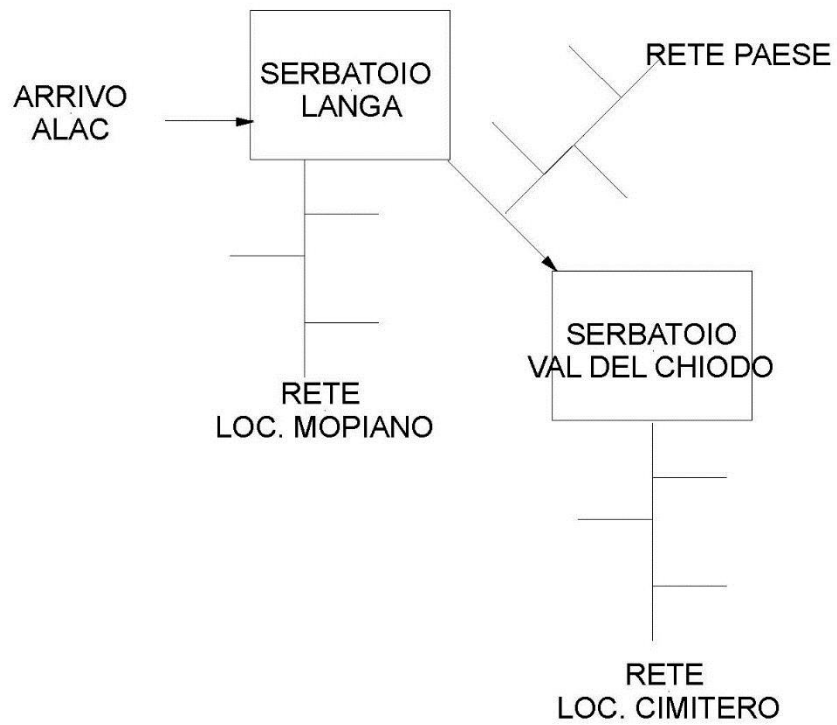 ARRIVO
ALAC
SERBATOIO
LANGA
RETE PAESE
RETE
LOC. MOPIANO
SERBATOIO
VAL DEL CHIODO
RETE
LOC. CIMITERO